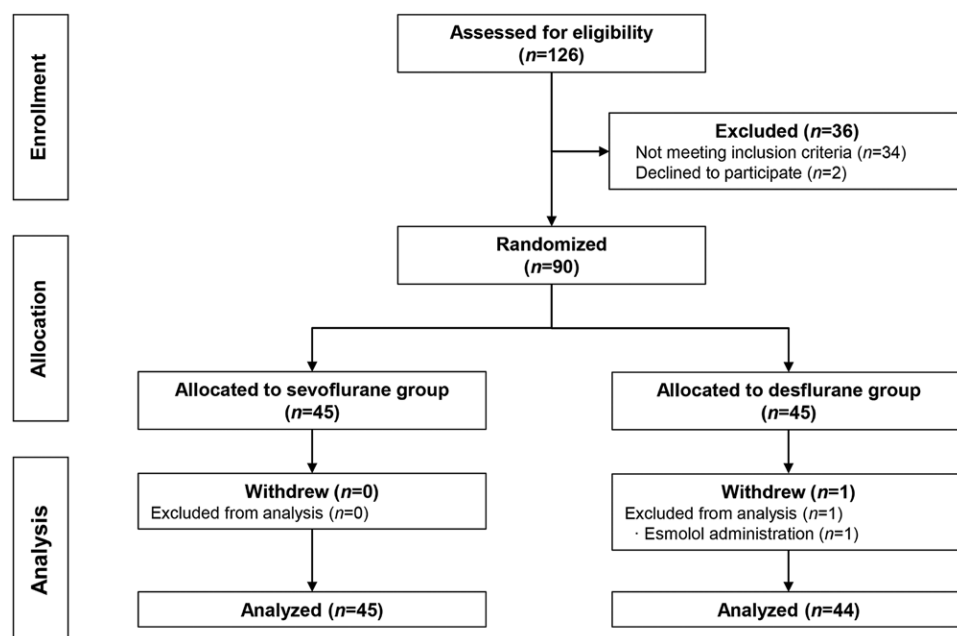 Enrollment
Assessed for eligibility
(n=126)
Excluded (n=36)
Not meeting inclusion criteria (n=34)
Declined to participate (n=2)
Allocation
Randomized
(n=90)
Allocated to sevoflurane group
(n=45)
Allocated to desflurane group
(n=45)
Analysis
Withdrew (n=0)
Excluded from analysis (n=0)
Withdrew (n=1)
Excluded from analysis (n=1)
· Esmolol administration (n=1)
Analyzed (n=45)
Analyzed (n=44)